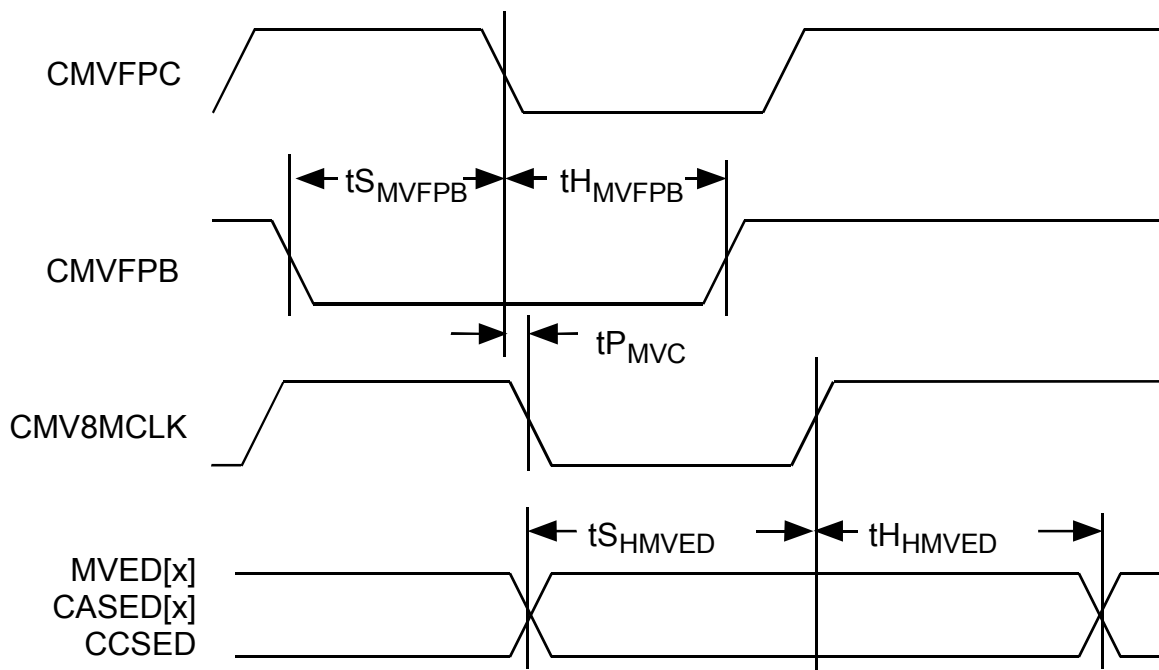 CMVFPC
tSMVFPB
tHMVFPB
CMVFPB
tPMVC
CMV8MCLK
tSHMVED
tHHMVED
MVED[x]
CASED[x]
CCSED